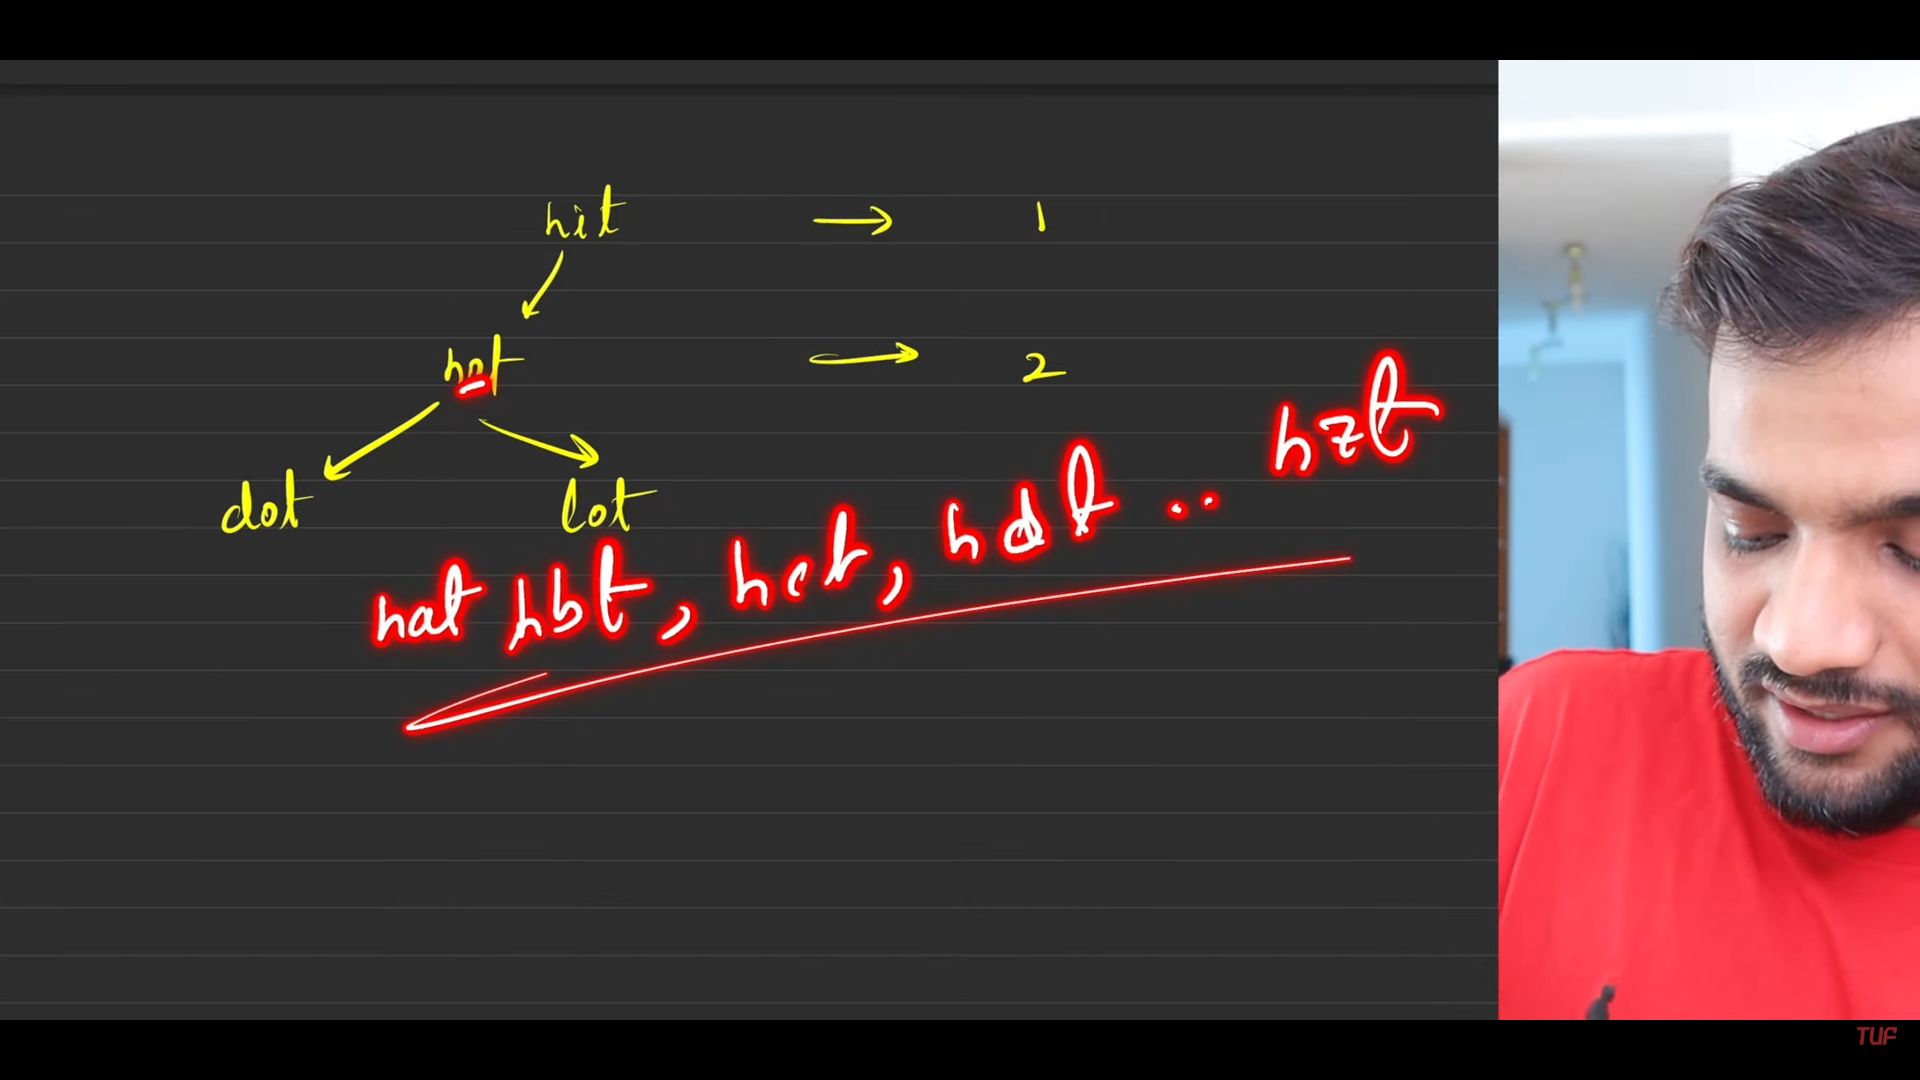 hit → 1
hot → 2
dot lot
hat hbt, hct, hdt .. hzt
TUF